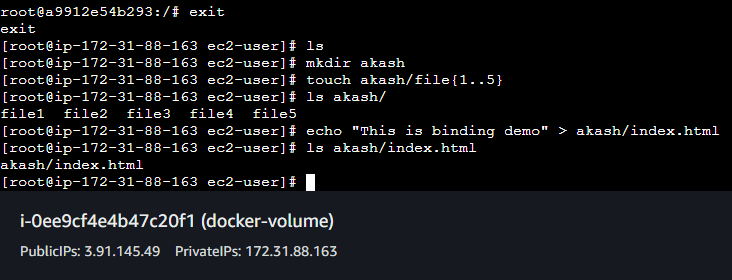 root@a9912e54b293:/# exit
exit
[root@ip-172-31-88-163 ec2-user]# ls
[root@ip-172-31-88-163 ec2-user]# mkdir akash
[root@ip-172-31-88-163 ec2-user]# touch akash/file{1..5}
[root@ip-172-31-88-163 ec2-user]# ls akash/
file1  file2  file3  file4  file5
[root@ip-172-31-88-163 ec2-user]# echo "This is binding demo" > akash/index.html
[root@ip-172-31-88-163 ec2-user]# ls akash/index.html
akash/index.html
[root@ip-172-31-88-163 ec2-user]#
i-0ee9cf4e4b47c20f1 (docker-volume)
PublicIPs: 3.91.145.49    PrivateIPs: 172.31.88.163